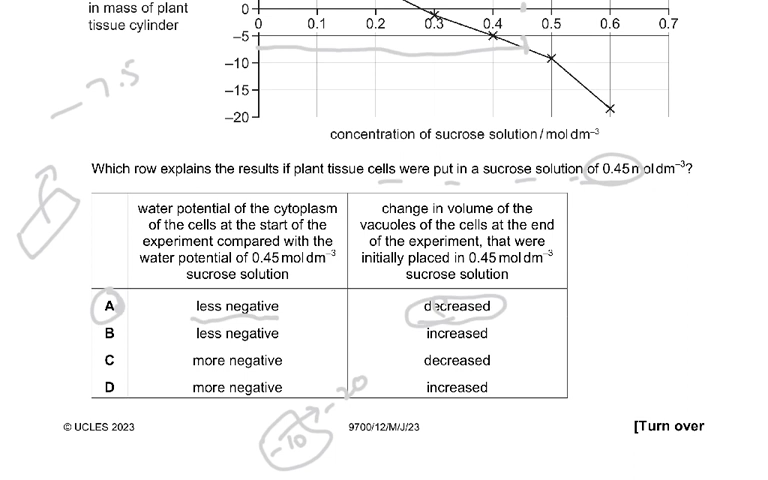 in mass of plant
tissue cylinder
0
0 0.1 0.2 0.3 0.4 0.5 0.6 0.7
−5
−10
−15
−20
concentration of sucrose solution / mol dm⁻³
−7.5
Which row explains the results if plant tissue cells were put in a sucrose solution of 0.45 mol dm⁻³?
water potential of the cytoplasm
of the cells at the start of the
experiment compared with the
water potential of 0.45 mol dm⁻³
sucrose solution
change in volume of the
vacuoles of the cells at the end
of the experiment, that were
initially placed in 0.45 mol dm⁻³
sucrose solution
A less negative decreased
B less negative increased
C more negative decreased
D more negative increased
−20
−10
© UCLES 2023 9700/12/M/J/23 [Turn over